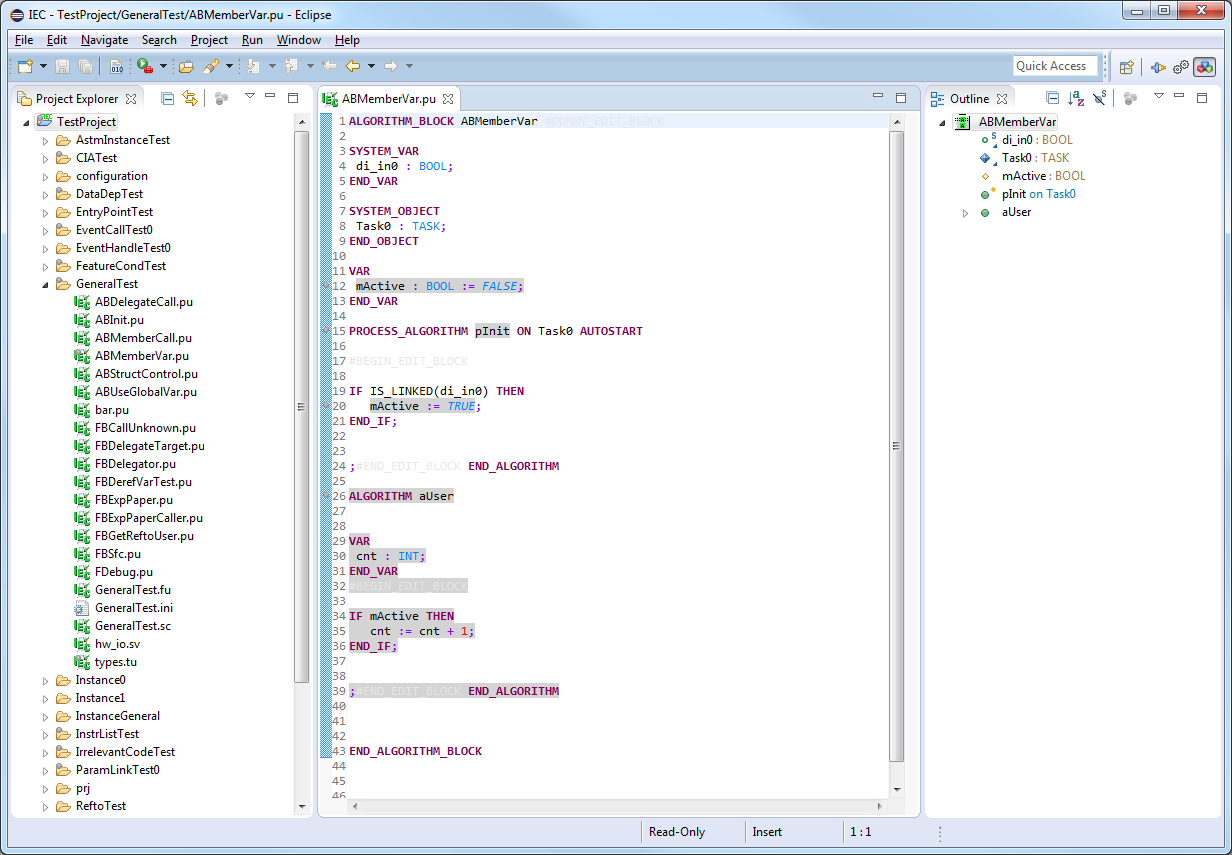 IEC - TestProject/GeneralTest/ABMemberVar.pu - Eclipse
File Edit Navigate Search Project Run Window Help
010
Quick Access
Project Explorer
TestProject
AstmInstanceTest
CIATest
configuration
DataDepTest
EntryPointTest
EventCallTest0
EventHandleTest0
FeatureCondTest
GeneralTest
ABDelegateCall.pu
ABInit.pu
ABMemberCall.pu
ABMemberVar.pu
ABStructControl.pu
ABUseGlobalVar.pu
bar.pu
FBCallUnknown.pu
FBDelegateTarget.pu
FBDelegator.pu
FBDerefVarTest.pu
FBExpPaper.pu
FBExpPaperCaller.pu
FBGetReftoUser.pu
FBSfc.pu
FDebug.pu
GeneralTest.fu
GeneralTest.ini
GeneralTest.sc
hw_io.sv
types.tu
Instance0
Instance1
InstanceGeneral
InstrListTest
IrrelevantCodeTest
ParamLinkTest0
prj
ReftoTest
ABMemberVar.pu
1 ALGORITHM_BLOCK ABMemberVar #DUMMY_EDIT_BLOCK
2
3 SYSTEM_VAR
4 di_in0 : BOOL;
5 END_VAR
6
7 SYSTEM_OBJECT
8 Task0 : TASK;
9 END_OBJECT
10
11 VAR
12 mActive : BOOL := FALSE;
13 END_VAR
14
15 PROCESS_ALGORITHM pInit ON Task0 AUTOSTART
16
17 #BEGIN_EDIT_BLOCK
18
19 IF IS_LINKED(di_in0) THEN
20 mActive := TRUE;
21 END_IF;
22
23
24 ;#END_EDIT_BLOCK END_ALGORITHM
25
26 ALGORITHM aUser
27
28
29 VAR
30 cnt : INT;
31 END_VAR
32 #BEGIN_EDIT_BLOCK
33
34 IF mActive THEN
35 cnt := cnt + 1;
36 END_IF;
37
38
39 ;#END_EDIT_BLOCK END_ALGORITHM
40
41
42
43 END_ALGORITHM_BLOCK
44
45
46
Outline
ABMemberVar
di_in0 : BOOL
Task0 : TASK
mActive : BOOL
pInit on Task0
aUser
Read-Only
Insert
1 : 1